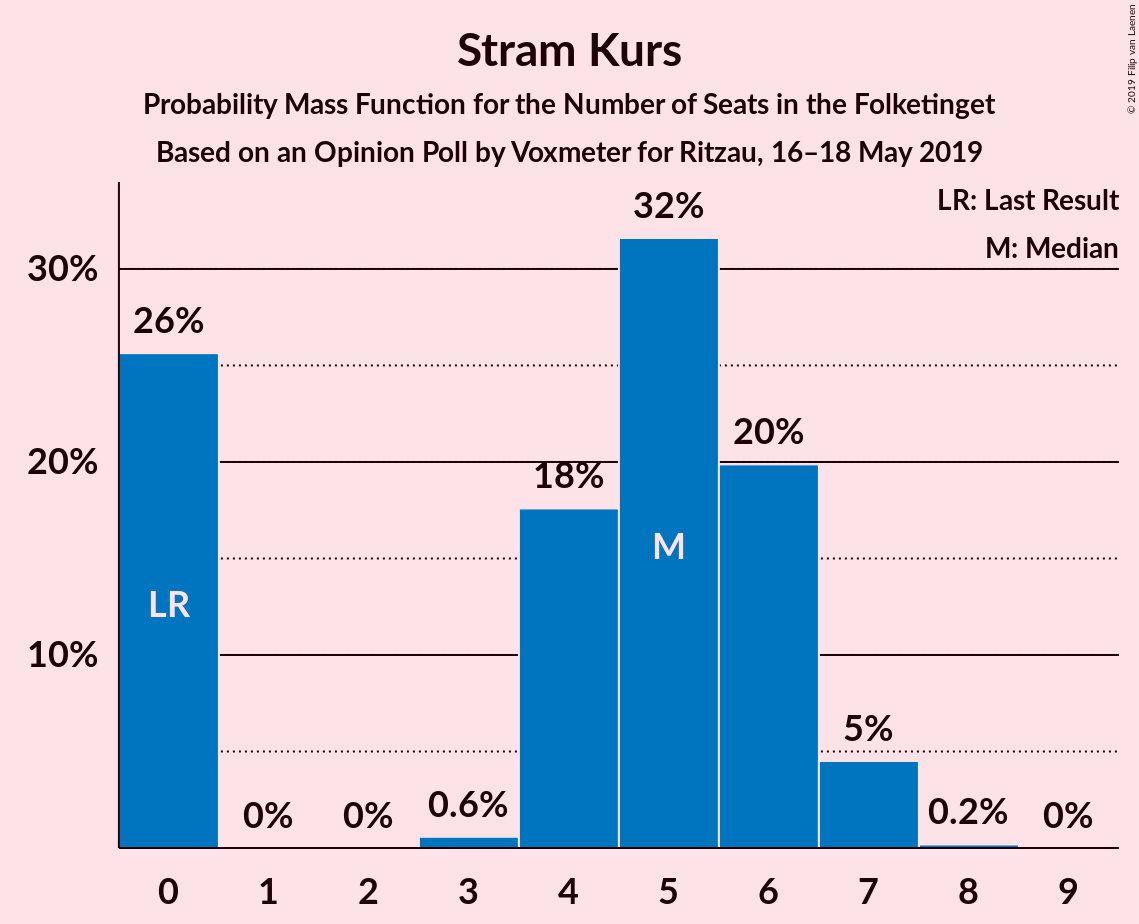 Stram Kurs
Probability Mass Function for the Number of Seats in the Folketinget
Based on an Opinion Poll by Voxmeter for Ritzau, 16–18 May 2019
© 2019 Filip van Laenen
LR: Last Result
M: Median
30%
20%
10%
26%
0%
0%
0.6%
18%
32%
20%
5%
0.2%
0%
LR
M
0 1 2 3 4 5 6 7 8 9